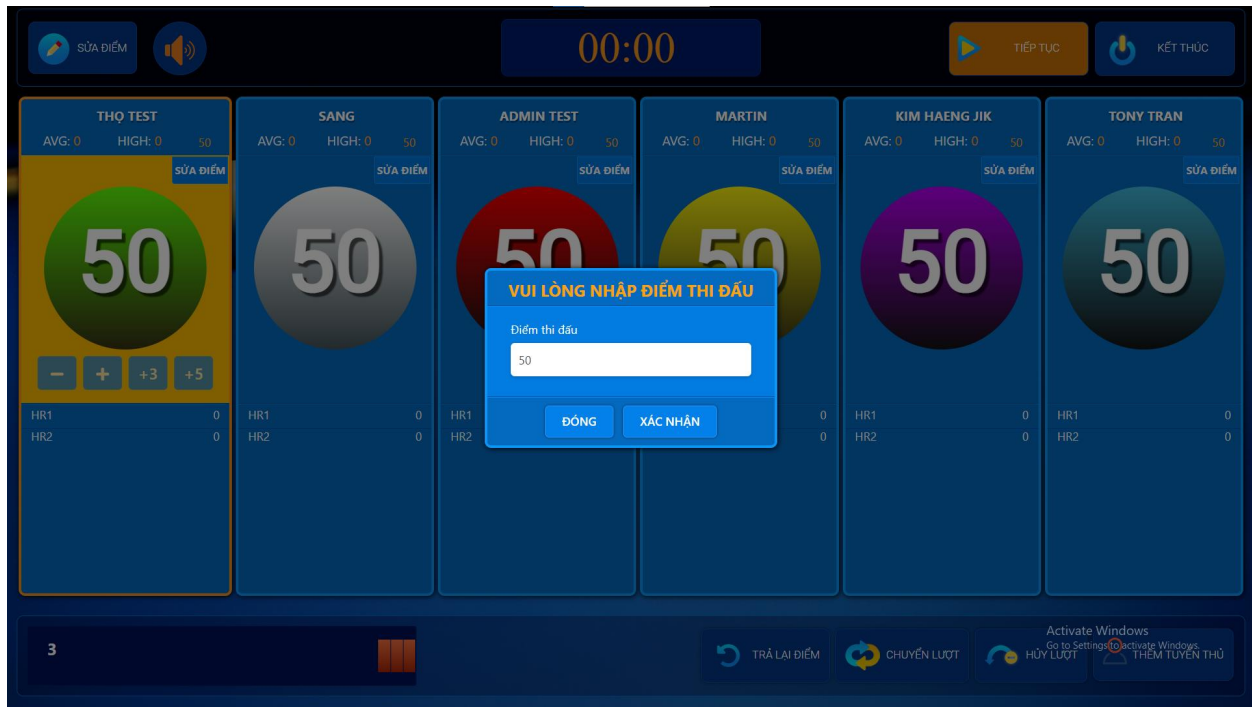 SỬA ĐIỂM
00:00
TIẾP TỤC
KẾT THÚC
THỌ TEST
AVG: 0 HIGH: 0 50
SỬA ĐIỂM
50
− + +3 +5
HR1 0
HR2 0
SANG
AVG: 0 HIGH: 0 50
SỬA ĐIỂM
50
HR1 0
HR2 0
ADMIN TEST
AVG: 0 HIGH: 0 50
SỬA ĐIỂM
50
HR1
HR2
MARTIN
AVG: 0 HIGH: 0 50
SỬA ĐIỂM
50
0
0
KIM HAENG JIK
AVG: 0 HIGH: 0 50
SỬA ĐIỂM
50
HR1 0
HR2 0
TONY TRAN
AVG: 0 HIGH: 0 50
SỬA ĐIỂM
50
HR1 0
HR2 0
VUI LÒNG NHẬP ĐIỂM THI ĐẤU
Điểm thi đấu
50
ĐÓNG XÁC NHẬN
3
TRẢ LẠI ĐIỂM
CHUYỂN LƯỢT
HỦY LƯỢT
THÊM TUYỂN THỦ
Activate Windows
Go to Settings to activate Windows.